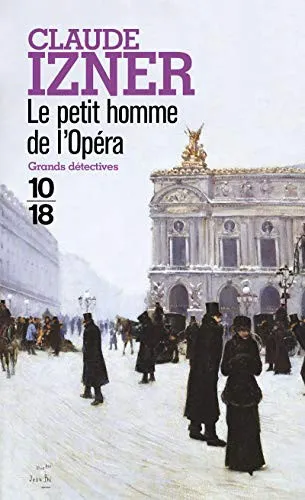 CLAUDE
IZNER
Le petit homme
de l'Opéra
Grands détectives
10
18